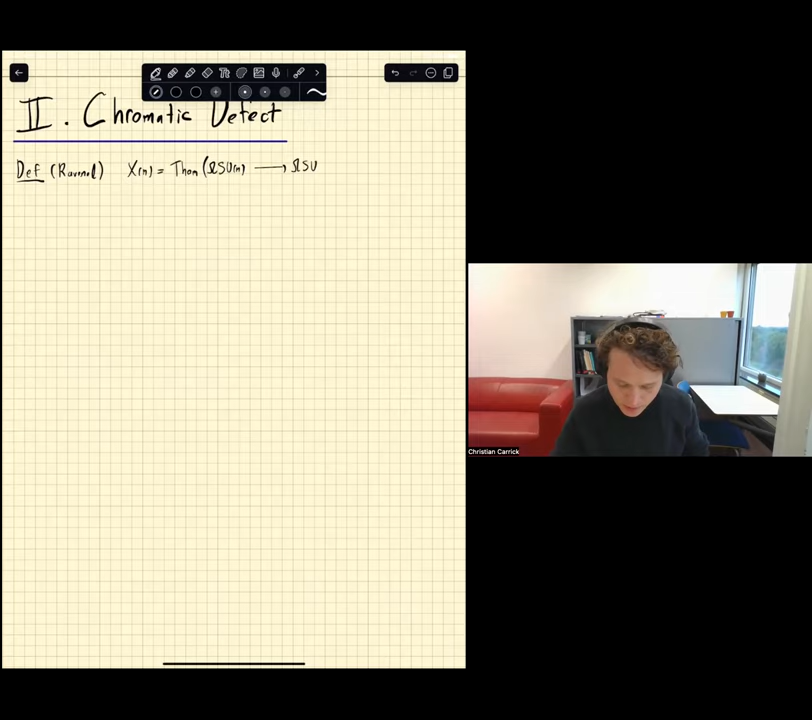 II. Chromatic Defect
Def (Ravenel) X(n) = Thom (ΩSU(n) ⟶ ΩSU
Christian Carrick